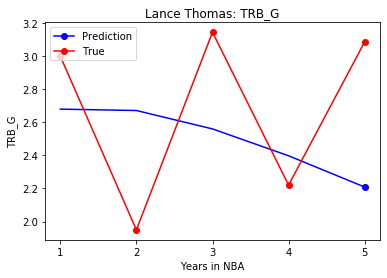 Lance Thomas: TRB_G
Prediction
True
3.2
3.0
2.8
2.6
2.4
2.2
2.0
TRB_G
1 2 3 4 5
Years in NBA